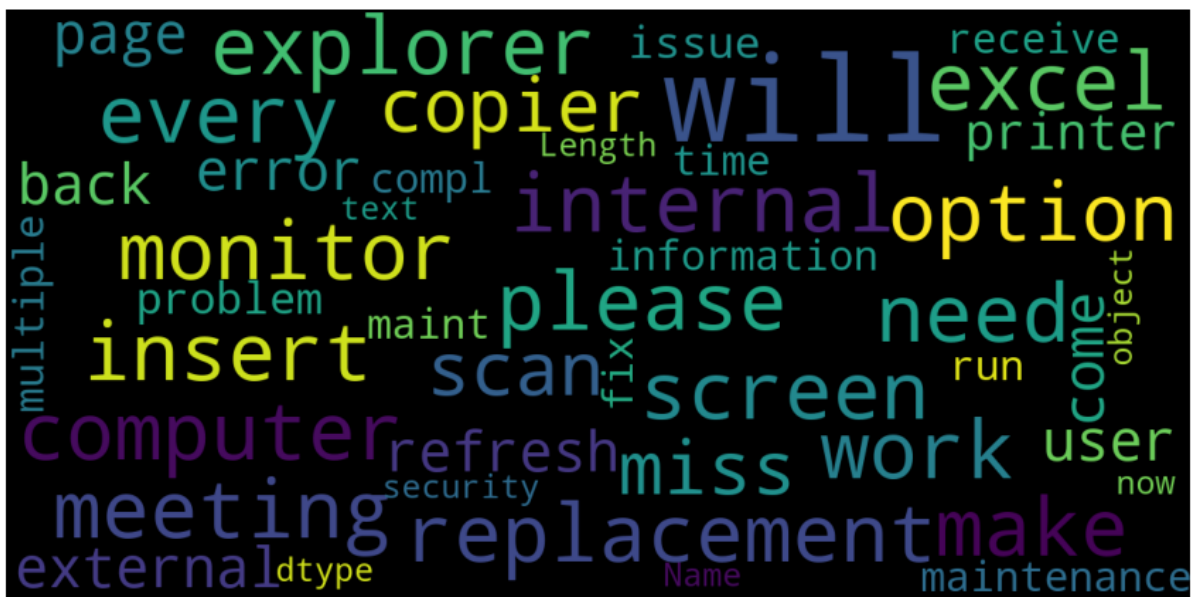 page explorer issue receive
every copier will excel
Length printer
back error compl time
text internal option
multiple monitor information
problem please need object
insert maint come
scan fix screen run
computer refresh miss work user
security now
meeting replacement make
external dtype Name maintenance